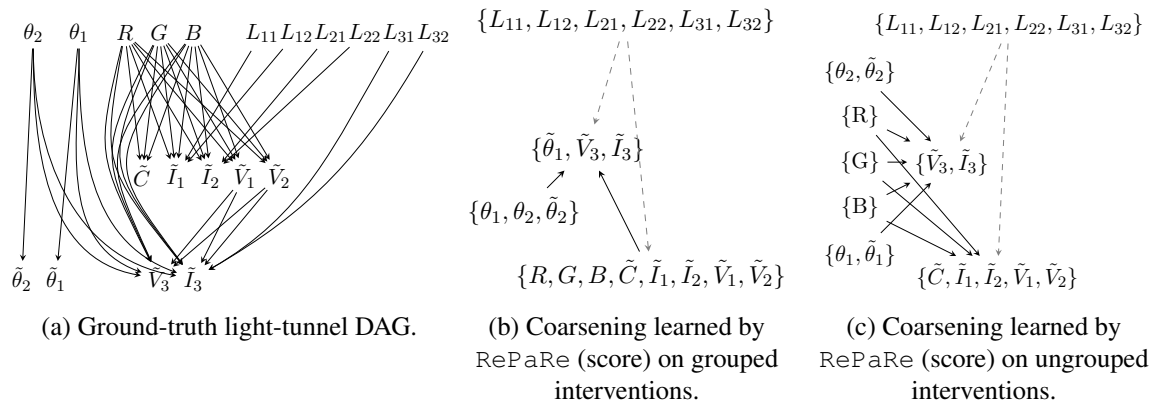 θ₂ θ₁ R G B L₁₁ L₁₂ L₂₁ L₂₂ L₃₁ L₃₂
C̃ Ĩ₁ Ĩ₂ Ṽ₁ Ṽ₂
θ̃₂ θ̃₁ Ṽ₃ Ĩ₃
(a) Ground-truth light-tunnel DAG.
{L₁₁, L₁₂, L₂₁, L₂₂, L₃₁, L₃₂}
{θ̃₁, Ṽ₃, Ĩ₃}
{θ₁, θ₂, θ̃₂}
{R, G, B, C̃, Ĩ₁, Ĩ₂, Ṽ₁, Ṽ₂}
(b) Coarsening learned by
RePaRe (score) on grouped
interventions.
{L₁₁, L₁₂, L₂₁, L₂₂, L₃₁, L₃₂}
{θ₂, θ̃₂}
{R}
{G} {Ṽ₃, Ĩ₃}
{B}
{θ₁, θ̃₁}
{C̃, Ĩ₁, Ĩ₂, Ṽ₁, Ṽ₂}
(c) Coarsening learned by
RePaRe (score) on ungrouped
interventions.